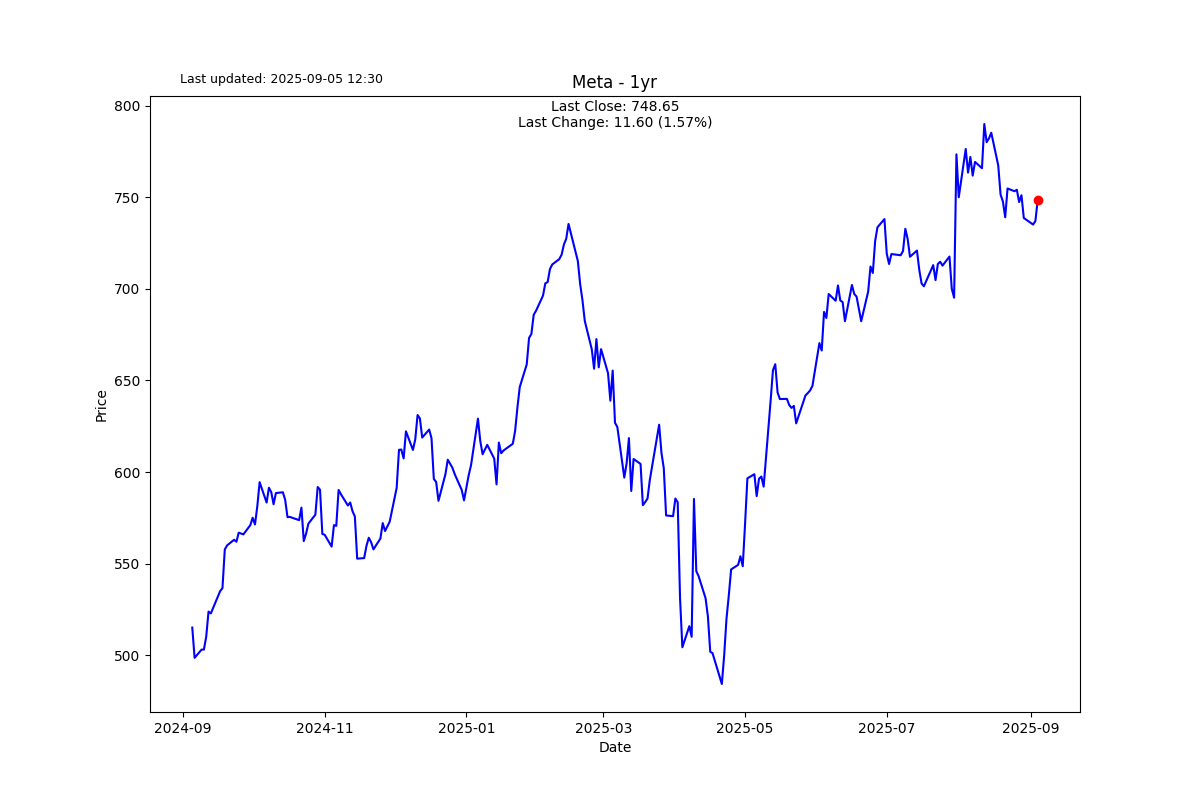 Last updated: 2025-09-05 12:30
Meta - 1yr
Last Close: 748.65
Last Change: 11.60 (1.57%)
800
750
700
650
600
550
500
Price
2024-09
2024-11
2025-01
2025-03
2025-05
2025-07
2025-09
Date